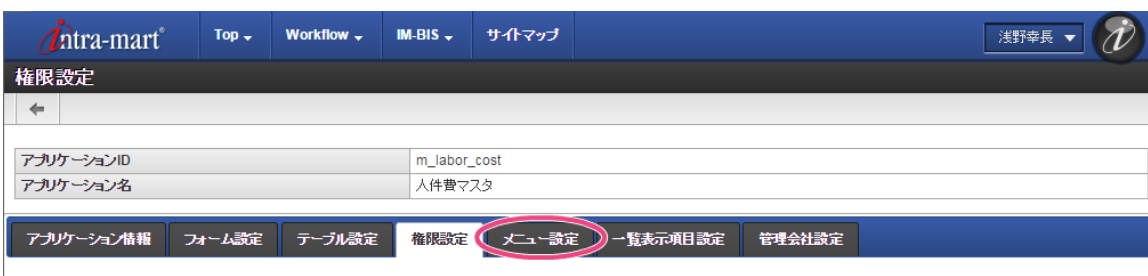 intra-mart® Top Workflow IM-BIS サイトマップ 浅野幸長
権限設定
アプリケーションID m_labor_cost
アプリケーション名 人件費マスタ
アプリケーション情報 フォーム設定 テーブル設定 権限設定 メニュー設定 一覧表示項目設定 管理会社設定